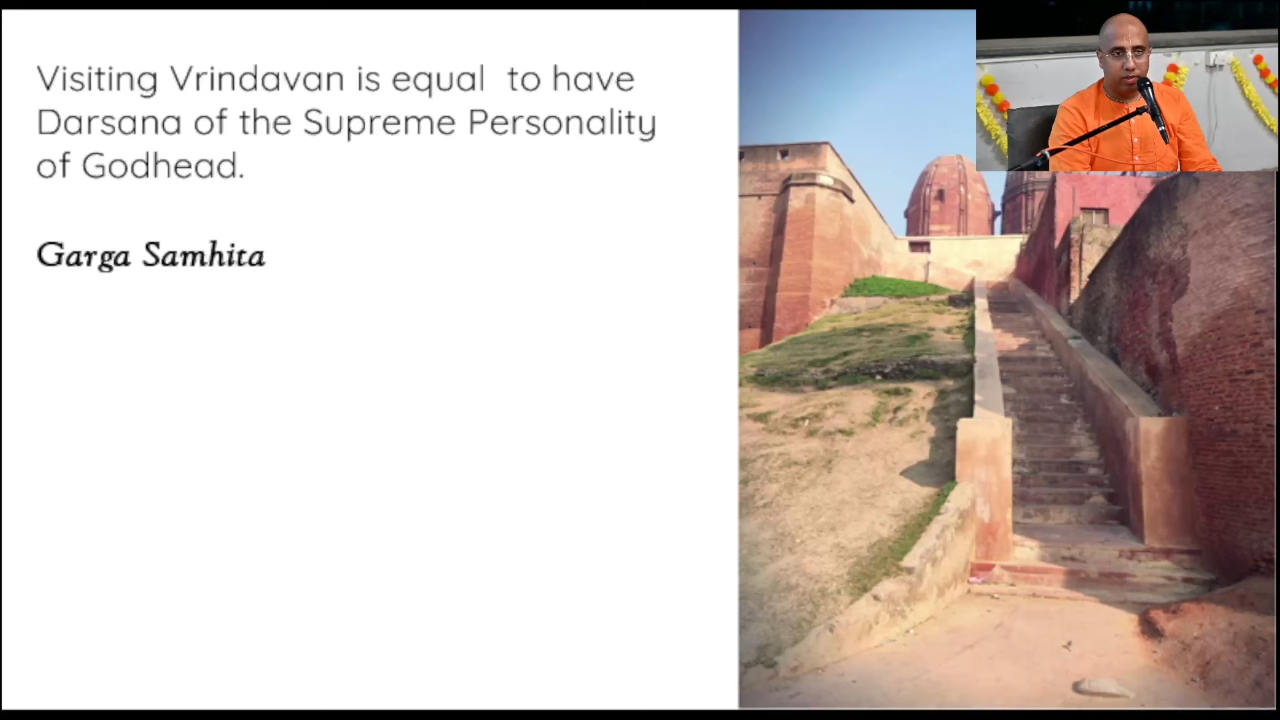 Visiting Vrindavan is equal  to have
Darsana of the Supreme Personality
of Godhead.
Garga Samhita